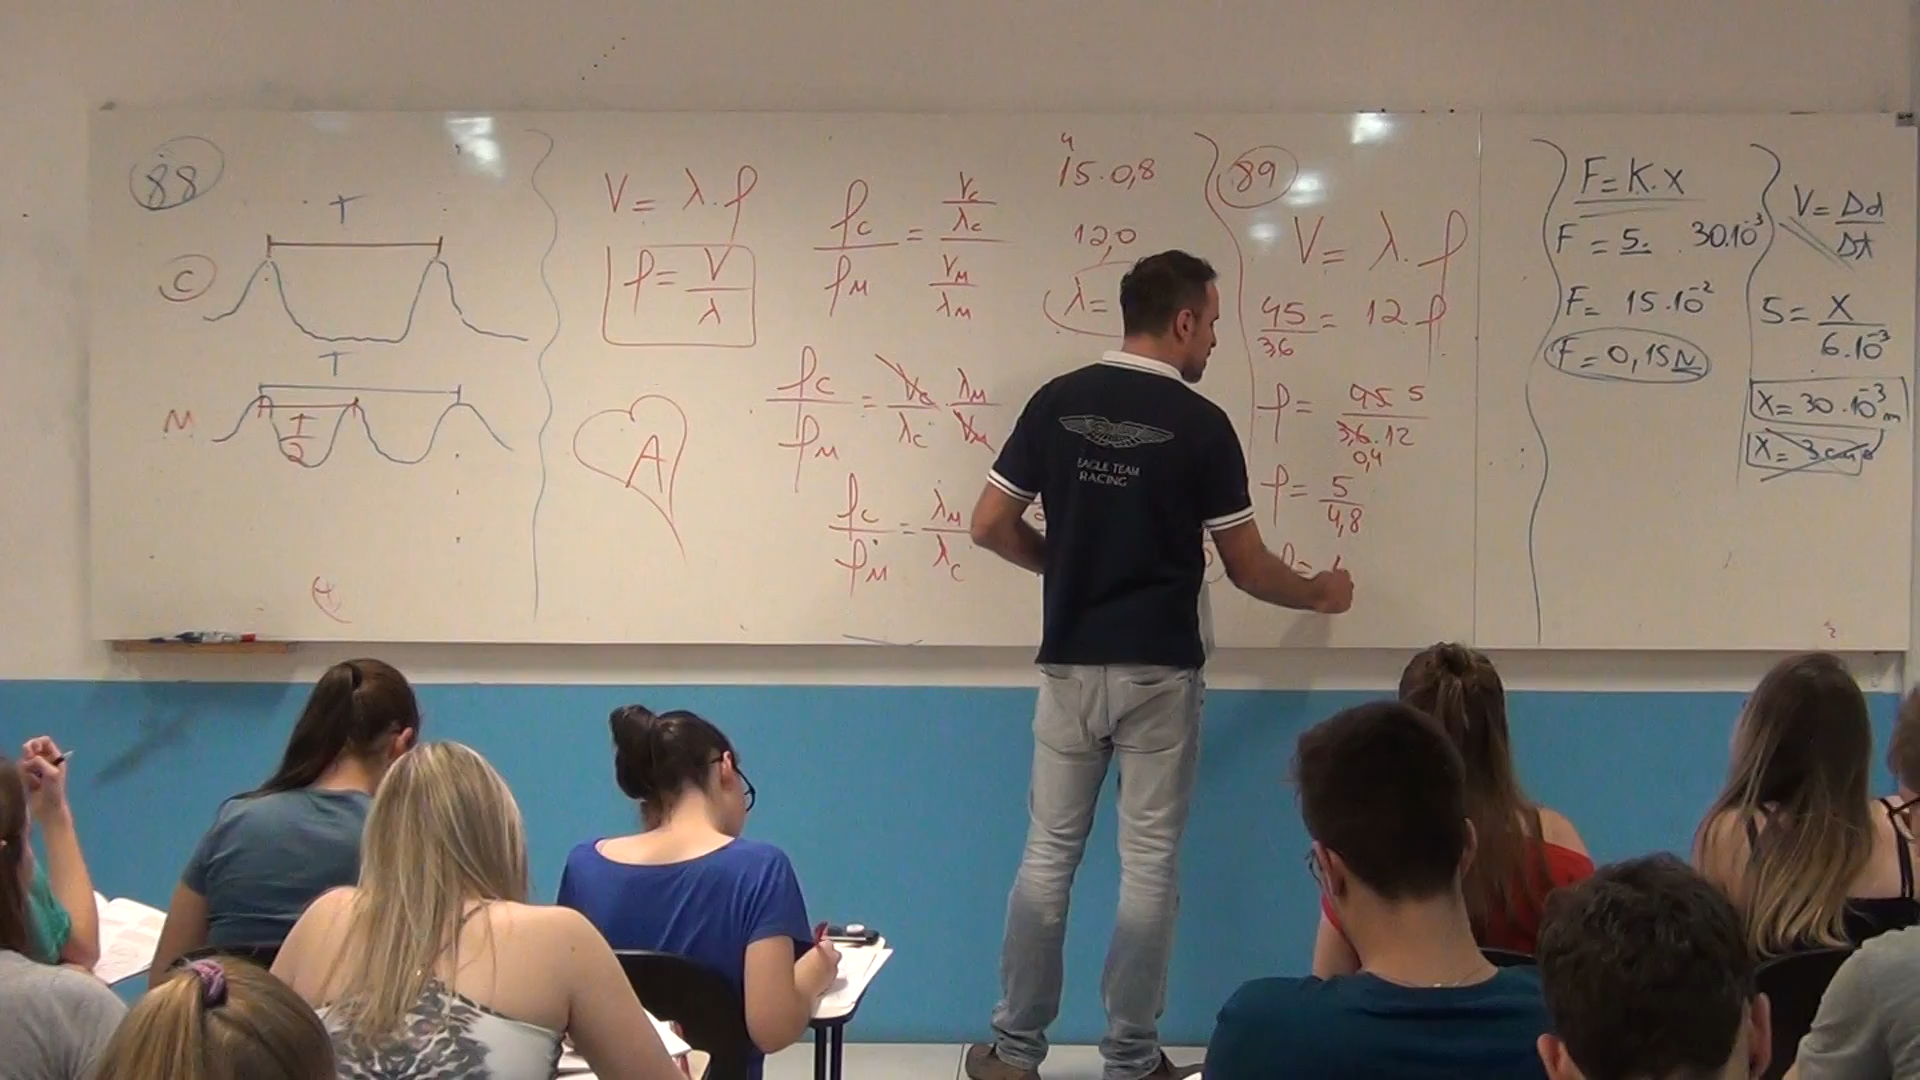 88
T
C
T
M
T/2
V = λ.f
f = V/λ
A
fC/fM = VC/λC / VM/λM
fC/fM = VC/λC . λM/VM
fC/fM = λM/λC
4
15.0,8
12,0
λ=
89
V = λ.f
45/3,6 = 12.f
f = 45 5 / 3,6.12
0,4
f = 5/4,8
EAGLE TEAM
RACING
F = K.x
F = 5. 30.10⁻³
F = 15.10⁻²
F = 0,15N
V = Δd/Δt
5 = X/6.10⁻³
X = 30.10⁻³ m
X = 3cm